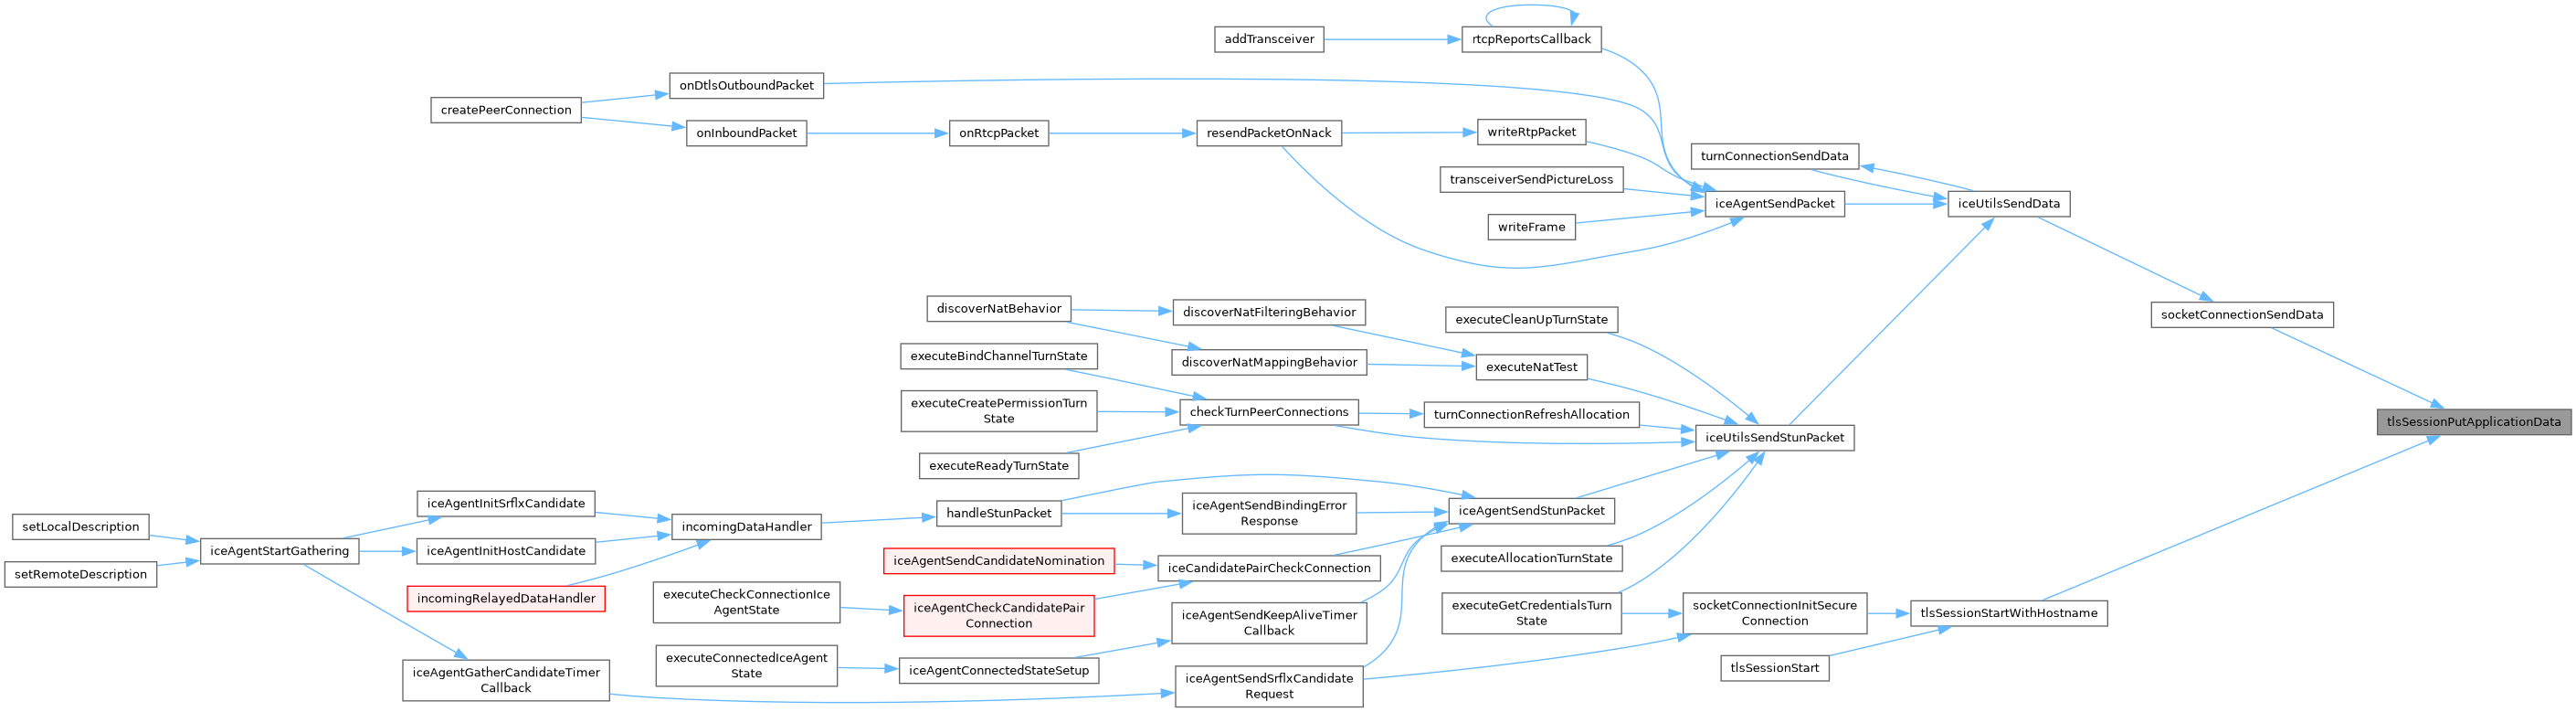 addTransceiver
rtcpReportsCallback
onDtlsOutboundPacket
createPeerConnection
onInboundPacket
onRtcpPacket
resendPacketOnNack
writeRtpPacket
turnConnectionSendData
transceiverSendPictureLoss
iceAgentSendPacket
iceUtilsSendData
writeFrame
discoverNatBehavior
discoverNatFilteringBehavior
executeCleanUpTurnState
socketConnectionSendData
executeBindChannelTurnState
discoverNatMappingBehavior
executeNatTest
executeCreatePermissionTurn
State
checkTurnPeerConnections
turnConnectionRefreshAllocation
tlsSessionPutApplicationData
iceUtilsSendStunPacket
executeReadyTurnState
iceAgentInitSrflxCandidate
setLocalDescription
incomingDataHandler
handleStunPacket
iceAgentSendBindingError
Response
iceAgentSendStunPacket
iceAgentStartGathering
iceAgentInitHostCandidate
setRemoteDescription
incomingRelayedDataHandler
iceAgentSendCandidateNomination
iceCandidatePairCheckConnection
executeAllocationTurnState
executeCheckConnectionIce
AgentState
iceAgentCheckCandidatePair
Connection
iceAgentSendKeepAliveTimer
Callback
executeGetCredentialsTurn
State
socketConnectionInitSecure
Connection
tlsSessionStartWithHostname
iceAgentGatherCandidateTimer
Callback
executeConnectedIceAgent
State
iceAgentConnectedStateSetup
iceAgentSendSrflxCandidate
Request
tlsSessionStart